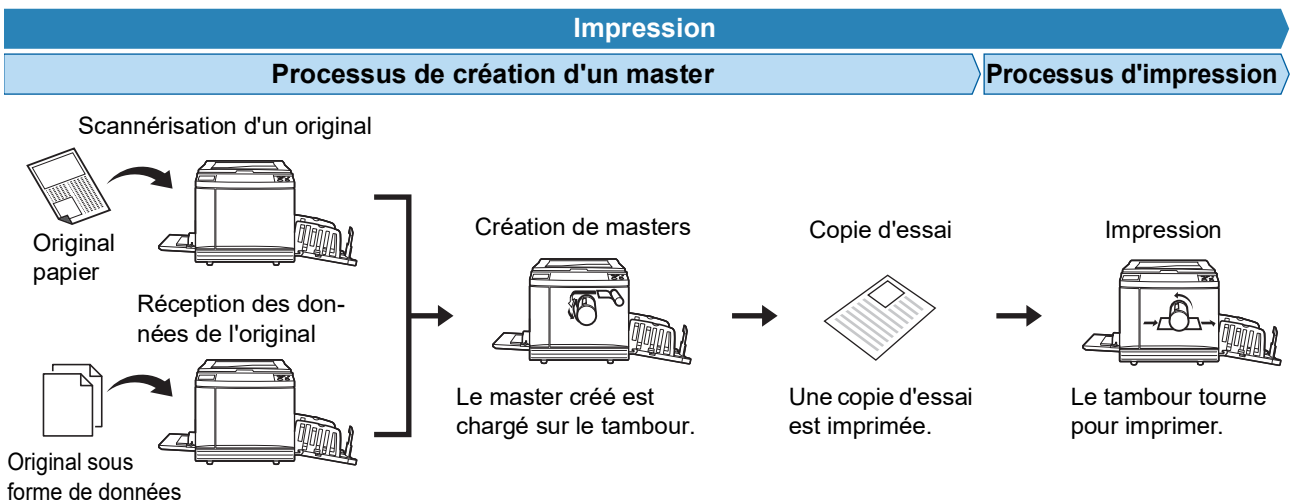 Impression
Processus de création d'un master
Processus d'impression
Scannérisation d'un original
Original
papier
Réception des don-
nées de l'original
Original sous
forme de données
Création de masters
Le master créé est
chargé sur le tambour.
Copie d'essai
Une copie d'essai
est imprimée.
Impression
Le tambour tourne
pour imprimer.